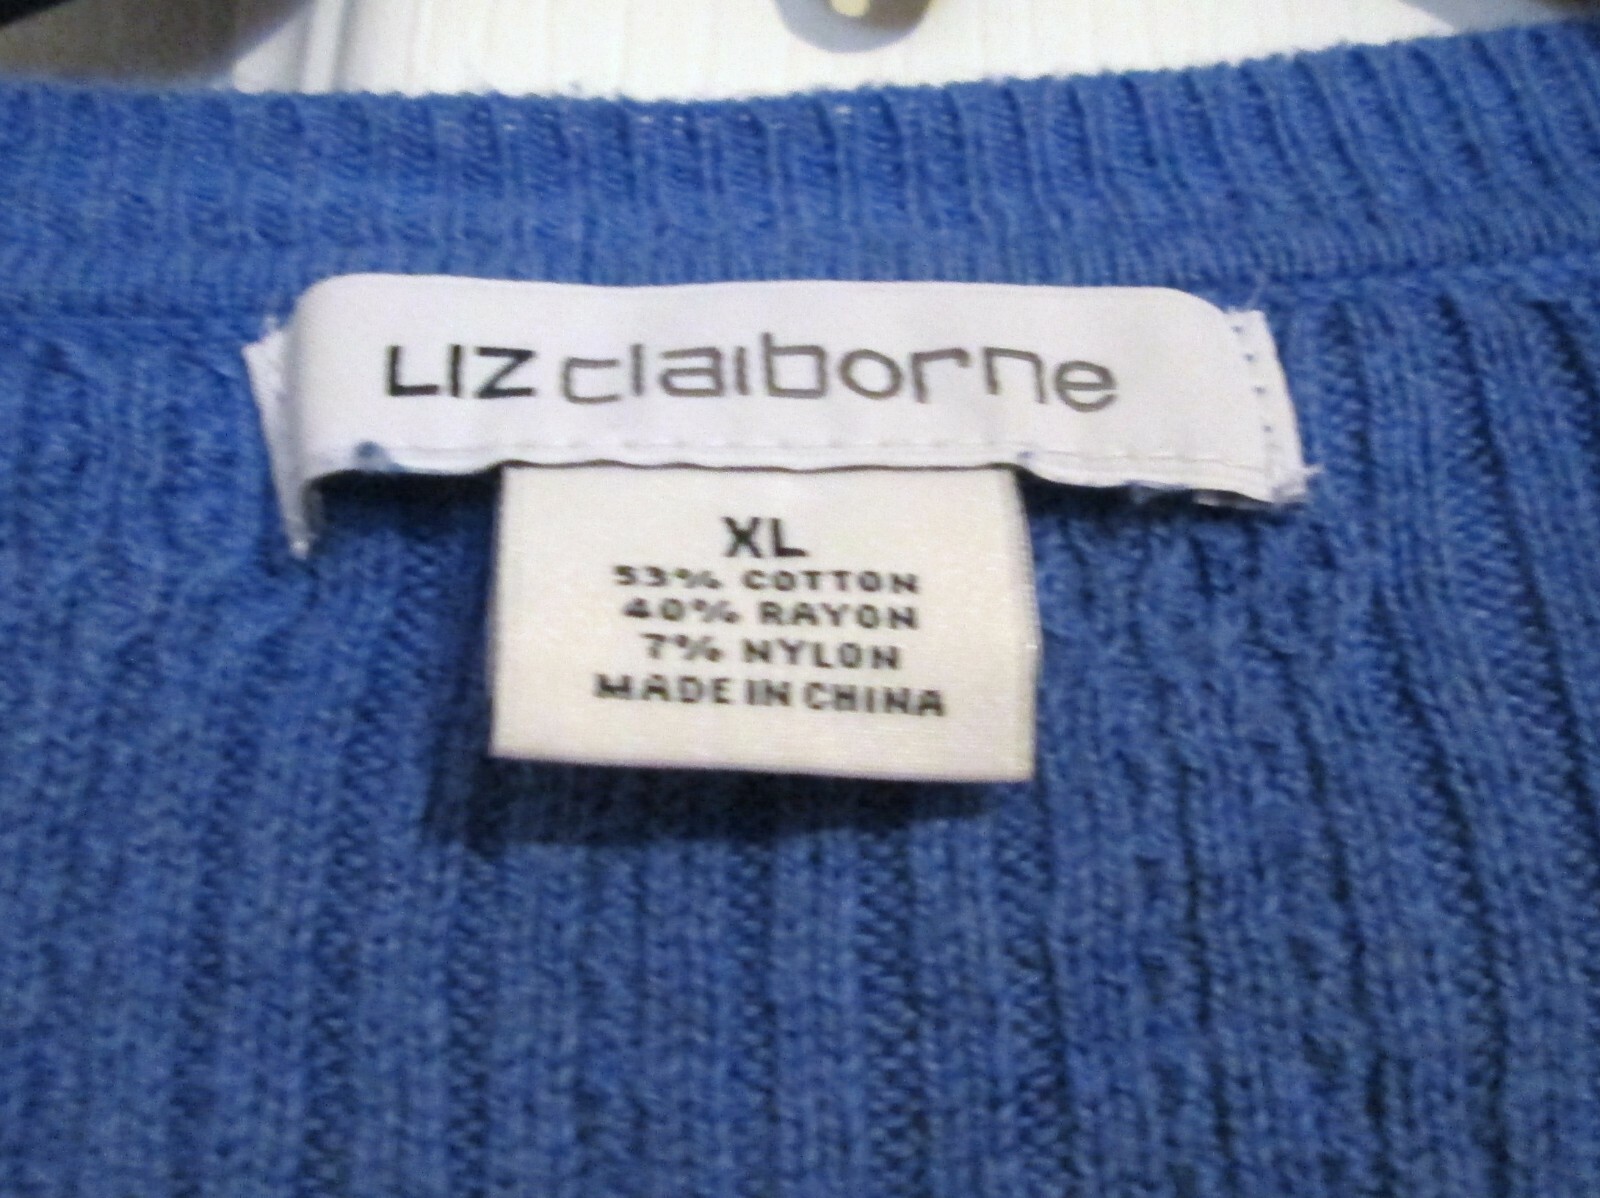 LIZ claiborne
XL
53% COTTON
40% RAYON
7% NYLON
MADE IN CHINA